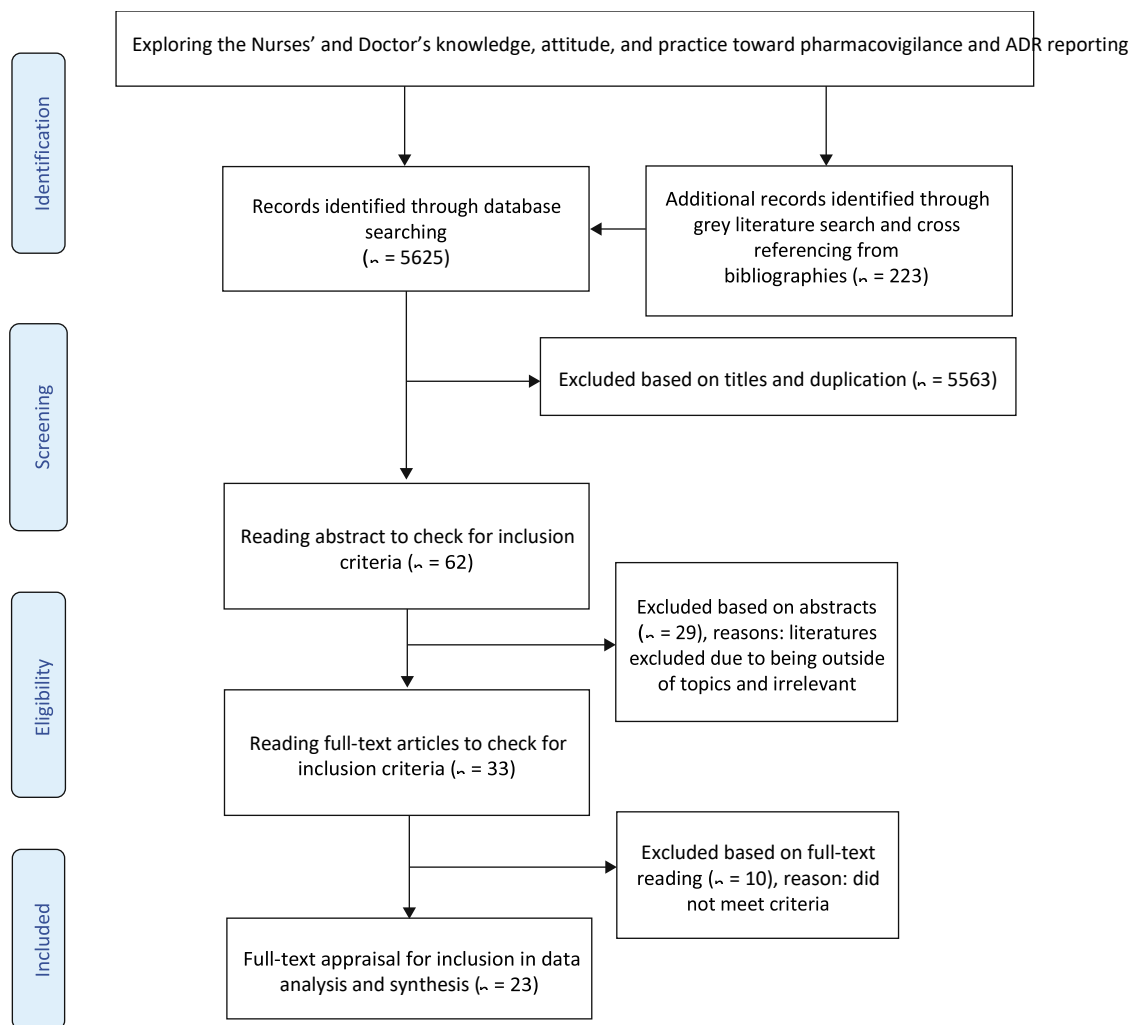 Exploring the Nurses' and Doctor's knowledge, attitude, and practice toward pharmacovigilance and ADR reporting
Identification
Records identified through database
searching
(n = 5625)
Additional records identified through
grey literature search and cross
referencing from
bibliographies (n = 223)
Screening
Excluded based on titles and duplication (n = 5563)
Reading abstract to check for inclusion
criteria (n = 62)
Eligibility
Excluded based on abstracts
(n = 29), reasons: literatures
excluded due to being outside
of topics and irrelevant
Reading full-text articles to check for
inclusion criteria (n = 33)
Excluded based on full-text
reading (n = 10), reason: did
not meet criteria
Included
Full-text appraisal for inclusion in data
analysis and synthesis (n = 23)